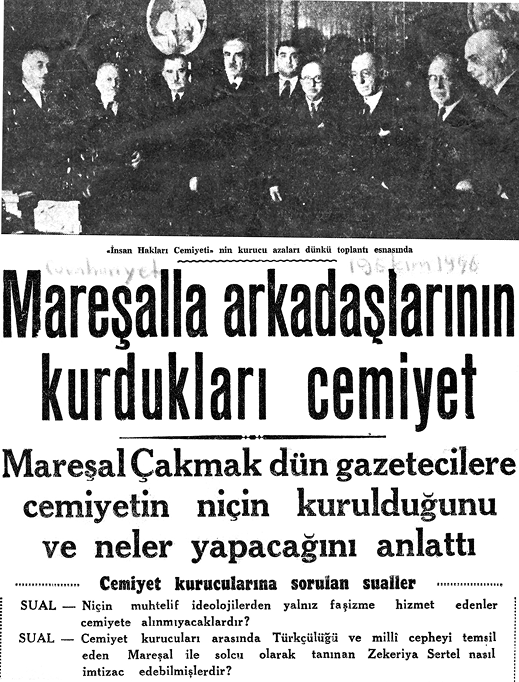 «İnsan Hakları Cemiyeti» nin kurucu azaları dünkü toplantı esnasında
Cumhuriyet 19 Ekim 1946
Mareşalla arkadaşlarının
kurdukları cemiyet
Mareşal Çakmak dün gazetecilere
cemiyetin niçin kurulduğunu
ve neler yapacağını anlattı
Cemiyet kurucularına sorulan sualler
SUAL — Niçin muhtelif ideolojilerden yalnız faşizme hizmet edenler
cemiyete alınmıyacaklardır?
SUAL — Cemiyet kurucuları arasında Türkçülüğü ve millî cepheyi temsil
eden Mareşal ile solcu olarak tanınan Zekeriya Sertel nasıl
imtizac edebilmişlerdir?